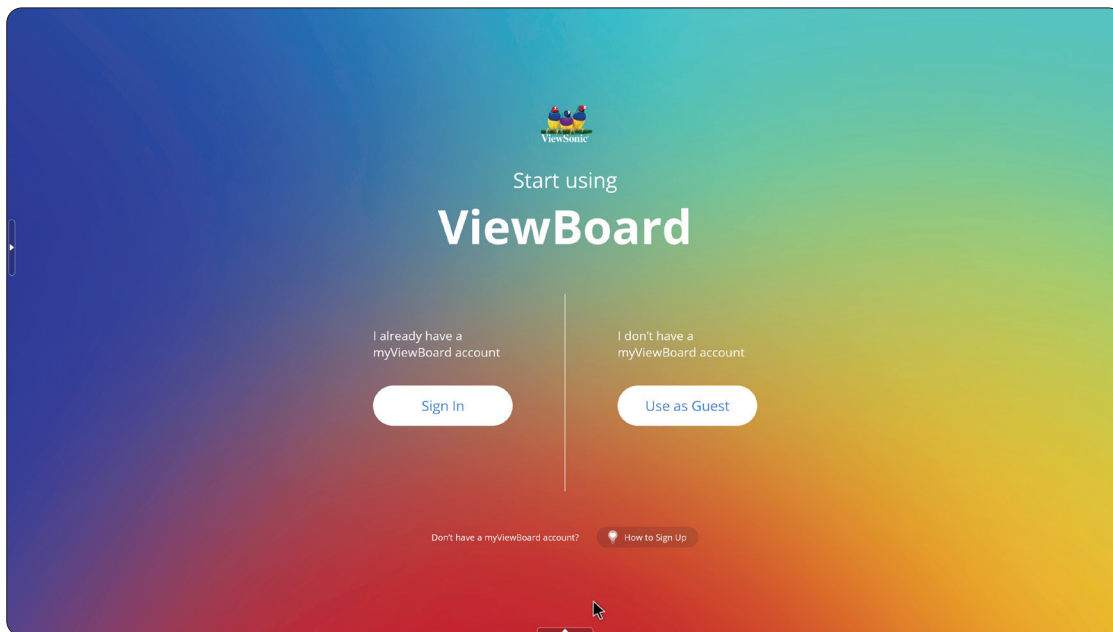 ViewSonic
Start using
ViewBoard
I already have a
myViewBoard account
Sign In
I don't have a
myViewBoard account
Use as Guest
Don't have a myViewBoard account?
How to Sign Up